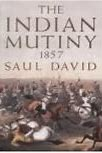 THE
INDIAN
MUTINY
1857
SAUL DAVID